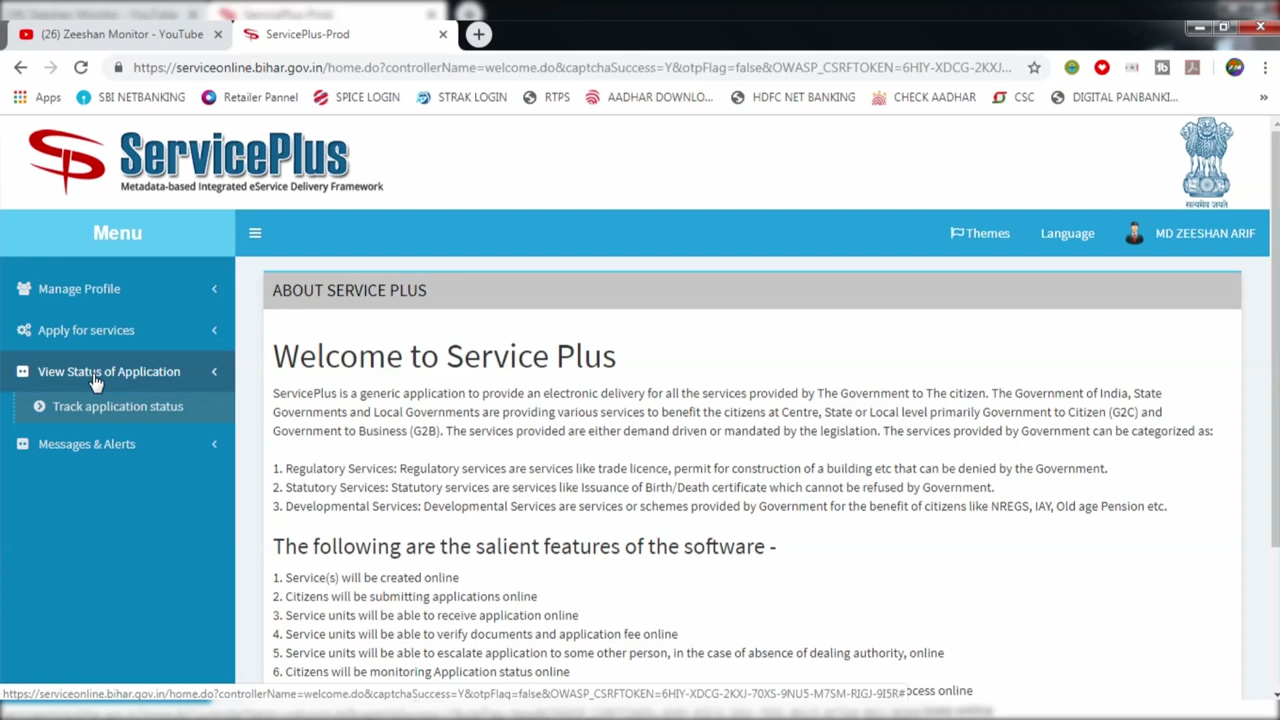 (26) Zeeshan Monitor - YouTube
ServicePlus-Prod
https://serviceonline.bihar.gov.in/home.do?controllerName=welcome.do&captchaSuccess=Y&otpFlag=false&OWASP_CSRFTOKEN=6HIY-XDCG-2KXJ...
Apps SBI NETBANKING Retailer Pannel SPICE LOGIN STRAK LOGIN RTPS AADHAR DOWNLO... HDFC NET BANKING CHECK AADHAR CSC DIGITAL PANBANKI... »
ServicePlus
Metadata-based Integrated eService Delivery Framework
सत्यमेव जयते
Menu
Themes Language MD ZEESHAN ARIF
Manage Profile
Apply for services
View Status of Application
Track application status
Messages & Alerts
ABOUT SERVICE PLUS
Welcome to Service Plus
ServicePlus is a generic application to provide an electronic delivery for all the services provided by The Government to The citizen. The Government of India, State
Governments and Local Governments are providing various services to benefit the citizens at Centre, State or Local level primarily Government to Citizen (G2C) and
Government to Business (G2B). The services provided are either demand driven or mandated by the legislation. The services provided by Government can be categorized as:
1. Regulatory Services: Regulatory services are services like trade licence, permit for construction of a building etc that can be denied by the Government.
2. Statutory Services: Statutory services are services like Issuance of Birth/Death certificate which cannot be refused by Government.
3. Developmental Services: Developmental Services are services or schemes provided by Government for the benefit of citizens like NREGS, IAY, Old age Pension etc.
The following are the salient features of the software -
1. Service(s) will be created online
2. Citizens will be submitting applications online
3. Service units will be able to receive application online
4. Service units will be able to verify documents and application fee online
5. Service units will be able to escalate application to some other person, in the case of absence of dealing authority, online
6. Citizens will be monitoring Application status online
ocess online
https://serviceonline.bihar.gov.in/home.do?controllerName=welcome.do&captchaSuccess=Y&otpFlag=false&OWASP_CSRFTOKEN=6HIY-XDCG-2KXJ-70XS-9NU5-M7SM-RIGJ-9I5R#